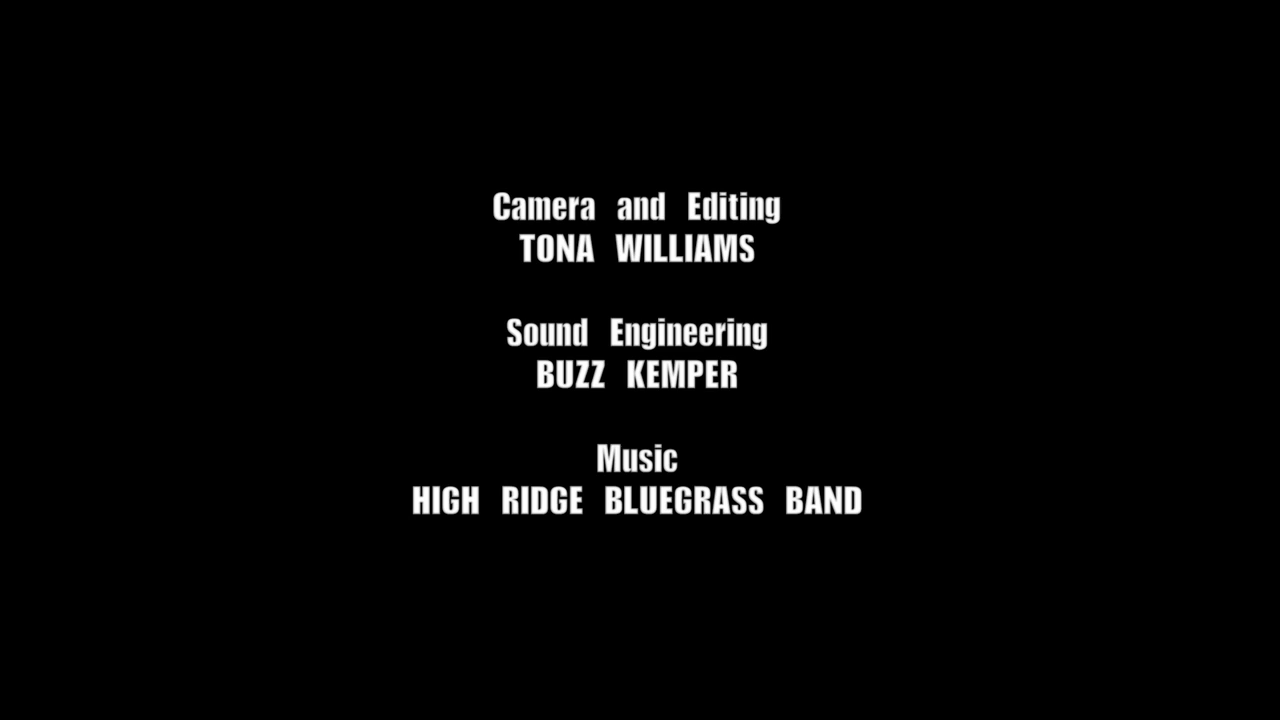 Camera and Editing
TONA WILLIAMS
Sound Engineering
BUZZ KEMPER
Music
HIGH RIDGE BLUEGRASS BAND